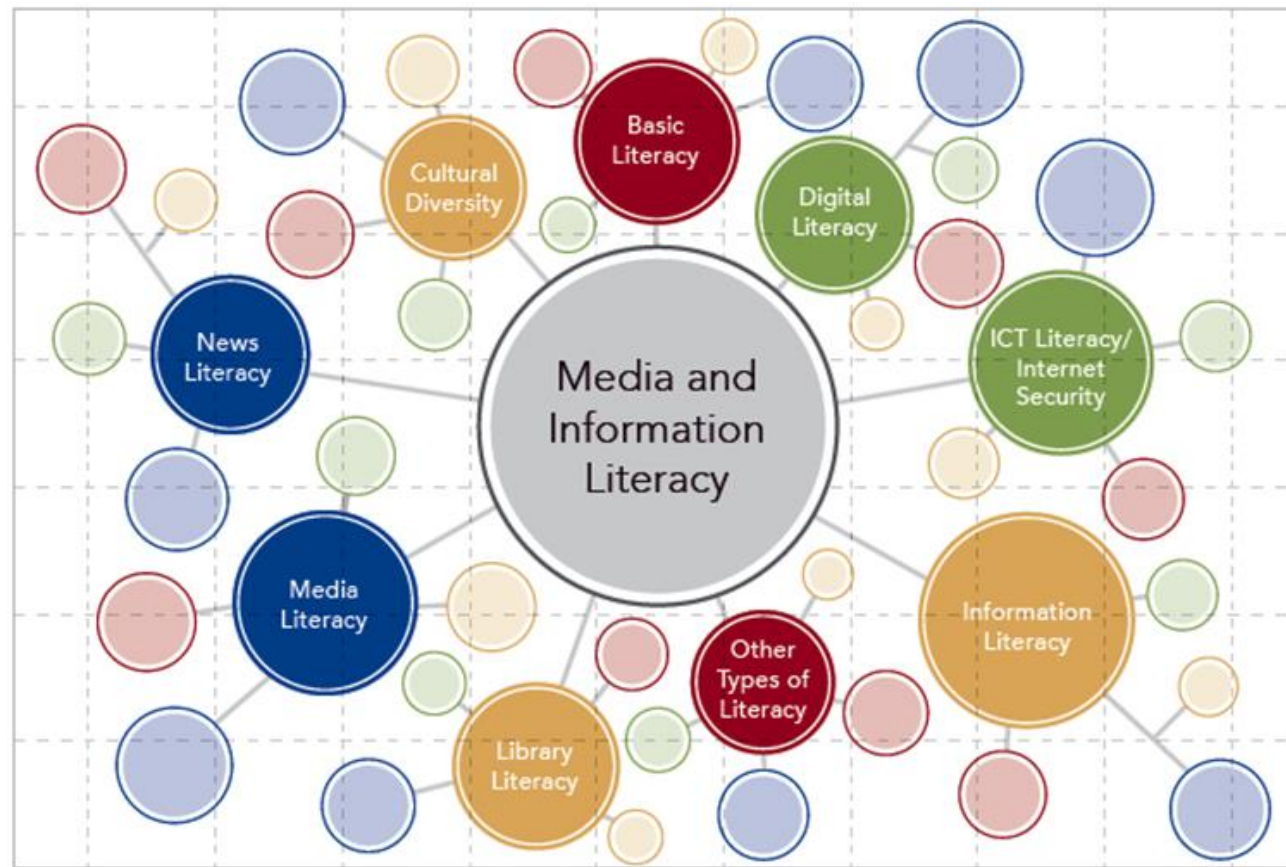 Basic
Literacy
Cultural
Diversity
Digital
Literacy
News
Literacy
ICT Literacy/
Internet
Security
Media and
Information
Literacy
Media
Literacy
Information
Literacy
Other
Types of
Literacy
Library
Literacy